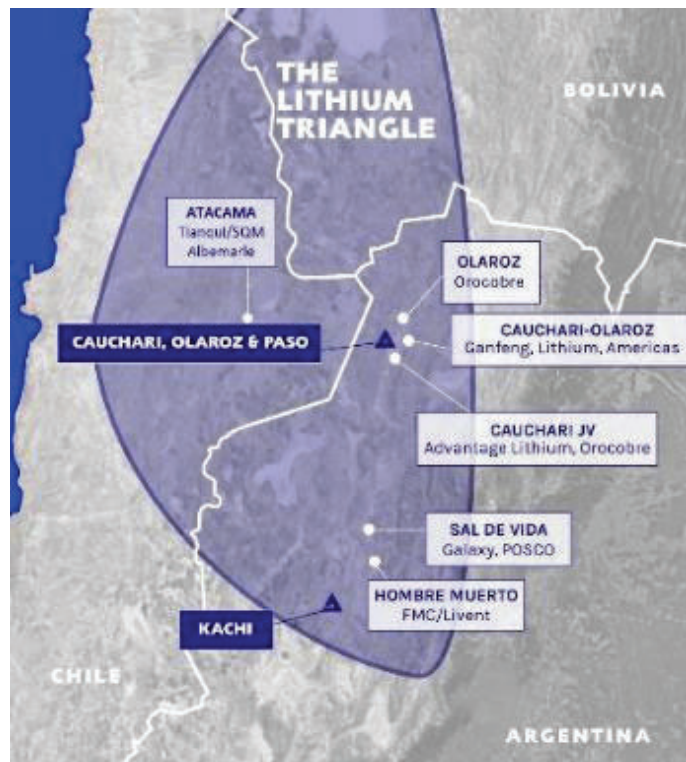 THE
LITHIUM
TRIANGLE
BOLIVIA
ATACAMA
Tianqui/SQM
Albemarle
OLAROZ
Orocobre
CAUCHARI, OLAROZ & PASO
CAUCHARI-OLAROZ
Ganfeng, Lithium, Americas
CAUCHARI JV
Advantage Lithium, Orocobre
SAL DE VIDA
Galaxy, POSCO
HOMBRE MUERTO
FMC/Livent
KACHI
CHILE
ARGENTINA